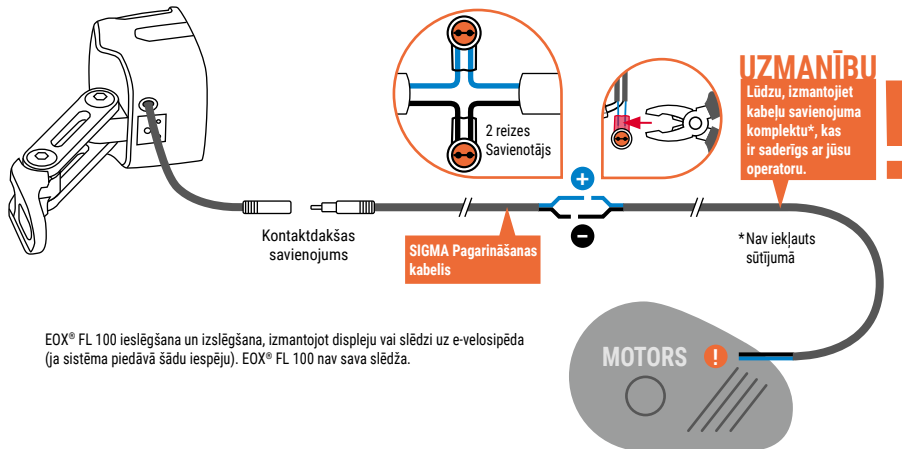 2 reizes
Savienotājs
UZMANĪBU
Lūdzu, izmantojiet
kabeļu savienojuma
komplektu*, kas
ir saderīgs ar jūsu
operatoru.
!
+
−
Kontaktdakšas
savienojums
SIGMA Pagarināšanas
kabelis
*Nav iekļauts
sūtījumā
EOX® FL 100 ieslēgšana un izslēgšana, izmantojot displeju vai slēdzi uz e-velosipēda
(ja sistēma piedāvā šādu iespēju). EOX® FL 100 nav sava slēdža.
MOTORS !